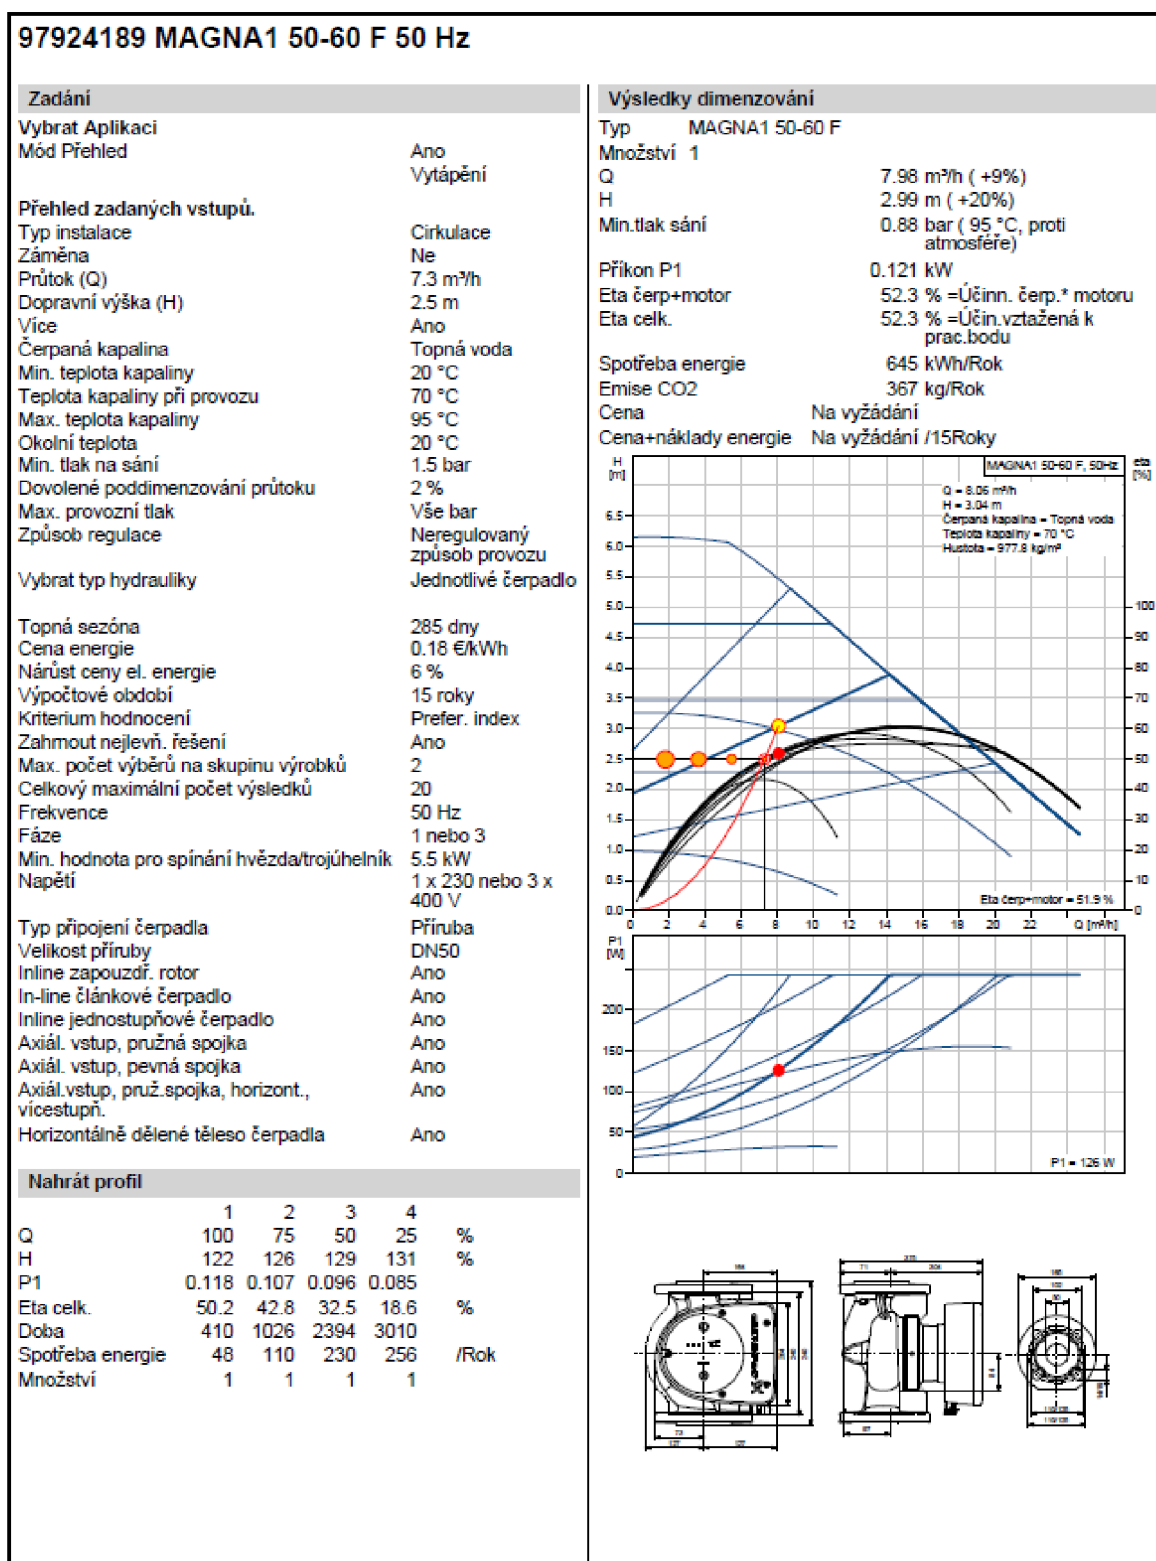 97924189 MAGNA1 50-60 F 50 Hz
Zadání
Vybrat Aplikaci
Mód Přehled Ano
Vytápění
Přehled zadaných vstupů.
Typ instalace Cirkulace
Záměna Ne
Průtok (Q) 7.3 m³/h
Dopravní výška (H) 2.5 m
Více Ano
Čerpaná kapalina Topná voda
Min. teplota kapaliny 20 °C
Teplota kapaliny při provozu 70 °C
Max. teplota kapaliny 95 °C
Okolní teplota 20 °C
Min. tlak na sání 1.5 bar
Dovolené poddimenzování průtoku 2 %
Max. provozní tlak Vše bar
Způsob regulace Neregulovaný
způsob provozu
Vybrat typ hydrauliky Jednotlivé čerpadlo
Topná sezóna 285 dny
Cena energie 0.18 €/kWh
Nárůst ceny el. energie 6 %
Výpočtové období 15 roky
Kriterium hodnocení Prefer. index
Zahrnout nejlevň. řešení Ano
Max. počet výběrů na skupinu výrobků 2
Celkový maximální počet výsledků 20
Frekvence 50 Hz
Fáze 1 nebo 3
Min. hodnota pro spínání hvězda/trojúhelník 5.5 kW
Napětí 1 x 230 nebo 3 x
400 V
Typ připojení čerpadla Příruba
Velikost příruby DN50
Inline zapouzdř. rotor Ano
In-line článkové čerpadlo Ano
Inline jednostupňové čerpadlo Ano
Axiál. vstup, pružná spojka Ano
Axiál. vstup, pevná spojka Ano
Axiál.vstup, pruž.spojka, horizont., Ano
vícestupň.
Horizontálně dělené těleso čerpadla Ano
Nahrát profil
1 2 3 4
Q 100 75 50 25 %
H 122 126 129 131 %
P1 0.118 0.107 0.096 0.085
Eta celk. 50.2 42.8 32.5 18.6 %
Doba 410 1026 2394 3010
Spotřeba energie 48 110 230 256 /Rok
Množství 1 1 1 1
Výsledky dimenzování
Typ MAGNA1 50-60 F
Množství 1
Q 7.98 m³/h ( +9%)
H 2.99 m ( +20%)
Min.tlak sání 0.88 bar ( 95 °C, proti
atmosféře)
Příkon P1 0.121 kW
Eta čerp+motor 52.3 % =Účinn. čerp.* motoru
Eta celk. 52.3 % =Účin.vztažená k
prac.bodu
Spotřeba energie 645 kWh/Rok
Emise CO2 367 kg/Rok
Cena Na vyžádání
Cena+náklady energie Na vyžádání /15Roky
H
[m]
MAGNA1 50-60 F, 50Hz
eta
[%]
Q = 8.06 m³/h
H = 3.04 m
Čerpaná kapalina = Topná voda
Teplota kapaliny = 70 °C
Hustota = 977.8 kg/m³
6.5
6.0
5.5
5.0 100
4.5 90
4.0 80
3.5 70
3.0 60
2.5 50
2.0 40
1.5 30
1.0 20
0.5 10
Eta čerp+motor = 51.9 %
0.0 0
0 2 4 6 8 10 12 14 16 18 20 22 Q [m³/h]
P1
[W]
200
150
100
50
0
P1 = 126 W